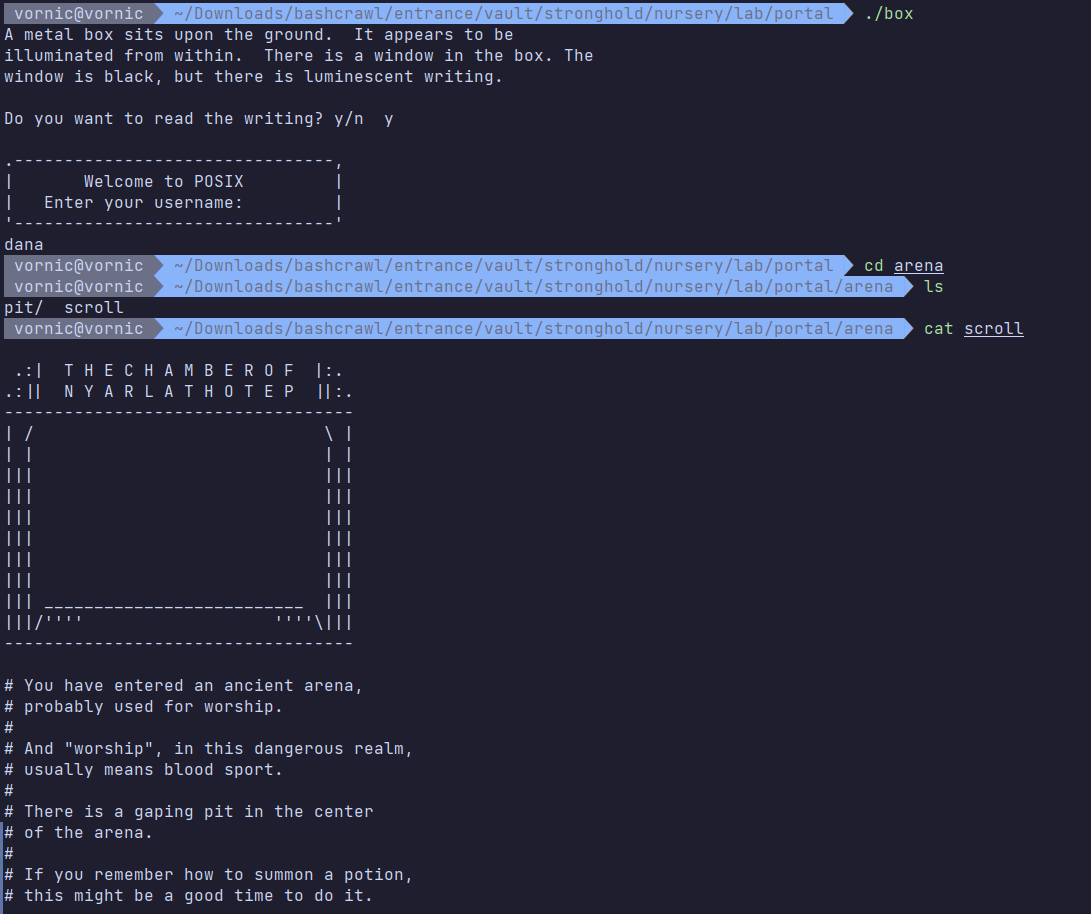 vornic@vornic ~/Downloads/bashcrawl/entrance/vault/stronghold/nursery/lab/portal ./box
A metal box sits upon the ground.  It appears to be
illuminated from within.  There is a window in the box. The
window is black, but there is luminescent writing.

Do you want to read the writing? y/n  y

.--------------------------------,
|       Welcome to POSIX         |
|   Enter your username:         |
'--------------------------------'
dana
vornic@vornic ~/Downloads/bashcrawl/entrance/vault/stronghold/nursery/lab/portal cd arena
vornic@vornic ~/Downloads/bashcrawl/entrance/vault/stronghold/nursery/lab/portal/arena ls
pit/  scroll
vornic@vornic ~/Downloads/bashcrawl/entrance/vault/stronghold/nursery/lab/portal/arena cat scroll

 .:|  T H E C H A M B E R O F  |:.
.:||  N Y A R L A T H O T E P  ||:.
-----------------------------------
| /                             \ |
| |                             | |
|||                             |||
|||                             |||
|||                             |||
|||                             |||
|||                             |||
|||                             |||
||| __________________________  |||
|||/''''                   ''''\|||
-----------------------------------

# You have entered an ancient arena,
# probably used for worship.
#
# And "worship", in this dangerous realm,
# usually means blood sport.
#
# There is a gaping pit in the center
# of the arena.
#
# If you remember how to summon a potion,
# this might be a good time to do it.